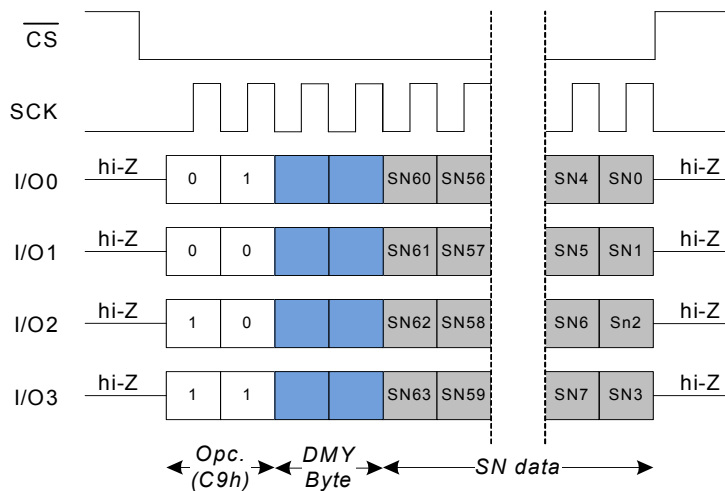 CS
SCK
I/O0 hi-Z 0 1 SN60 SN56 SN4 SN0 hi-Z
I/O1 hi-Z 0 0 SN61 SN57 SN5 SN1 hi-Z
I/O2 hi-Z 1 0 SN62 SN58 SN6 Sn2 hi-Z
I/O3 hi-Z 1 1 SN63 SN59 SN7 SN3 hi-Z
Opc. DMY SN data
(C9h) Byte